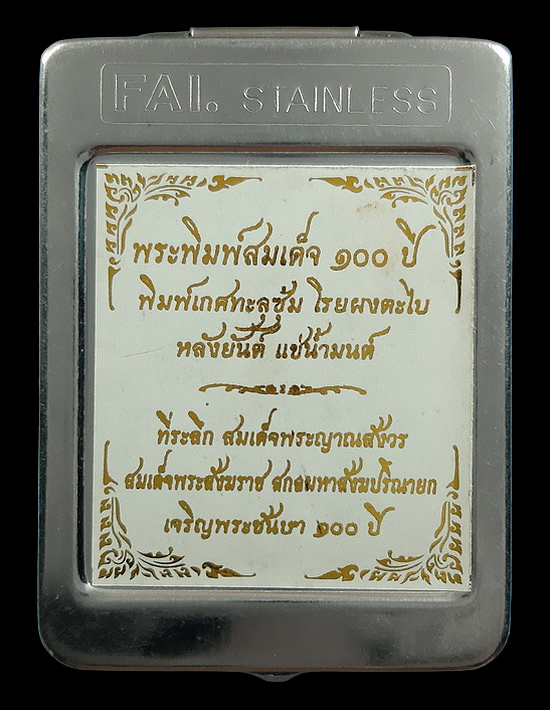 FAI. STAINLESS
พระพิมพ์สมเด็จ ๑๐๐ ปี
พิมพ์เกศทะลุซุ้ม โรยผงตะไบ
หลังยันต์ แช่น้ำมนต์
ที่ระลึก สมเด็จพระญาณสังวร
สมเด็จพระสังฆราช สกลมหาสังฆปริณายก
เจริญพระชันษา ๑๐๐ ปี